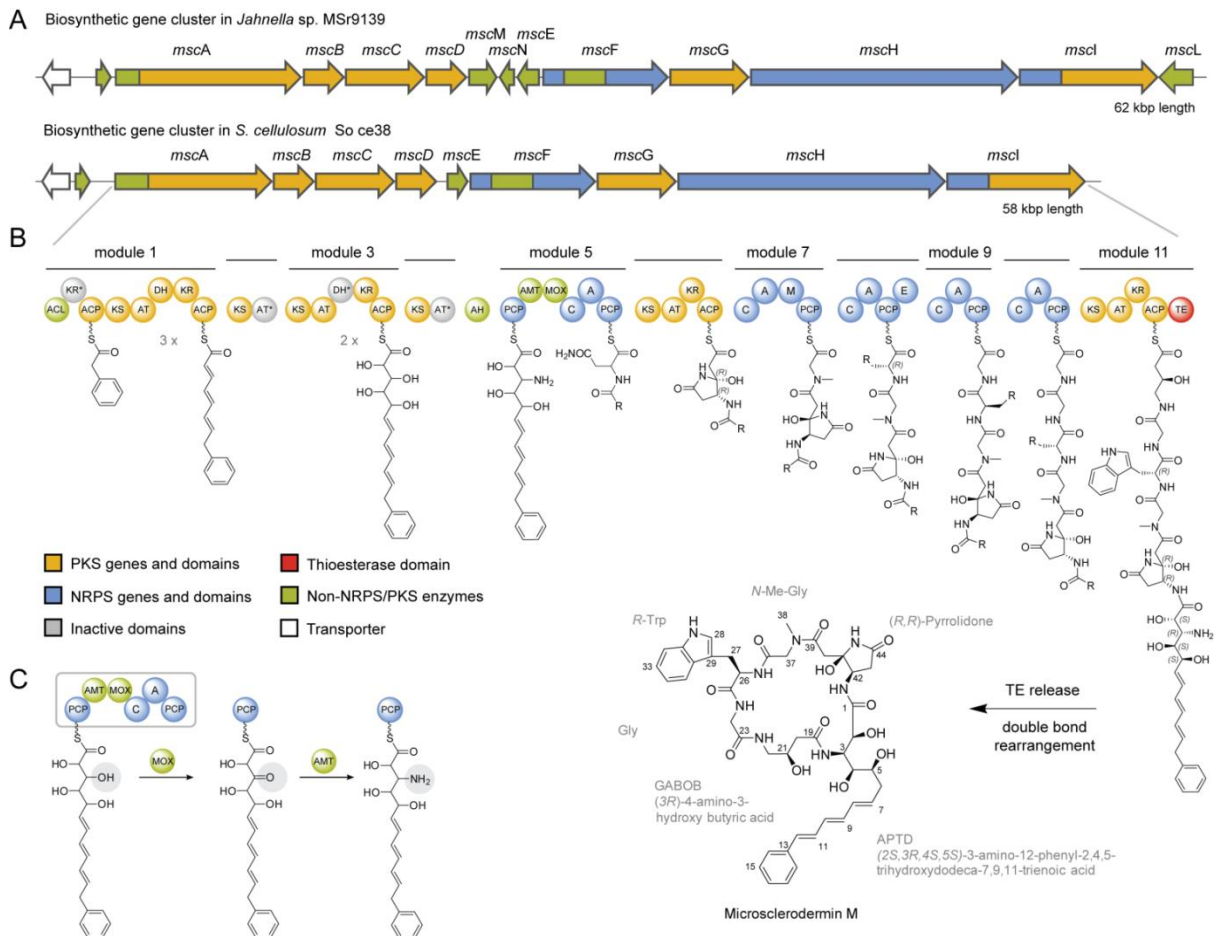 A
Biosynthetic gene cluster in Jahnella sp. MSr9139
mscA mscB mscC mscD mscM mscN mscE mscF mscG mscH mscI mscL
62 kbp length
Biosynthetic gene cluster in S. cellulosum So ce38
mscA mscB mscC mscD mscE mscF mscG mscH mscI
58 kbp length
B
module 1 module 3 module 5 module 7 module 9 module 11
ACL KR* ACP KS AT DH KR ACP KS AT* KS AT DH* KR ACP KS AT* AH PCP AMT MOX C A PCP KS AT KR ACP C A M PCP C A PCP E C A PCP C A PCP KS AT KR ACP TE
3 x
2 x
PKS genes and domains
NRPS genes and domains
Inactive domains
Thioesterase domain
Non-NRPS/PKS enzymes
Transporter
N-Me-Gly
R-Trp
(R,R)-Pyrrolidone
Gly
GABOB
(3R)-4-amino-3-
hydroxy butyric acid
APTD
(2S,3R,4S,5S)-3-amino-12-phenyl-2,4,5-
trihydroxydodeca-7,9,11-trienoic acid
Microsclerodermin M
TE release
double bond
rearrangement
C
PCP AMT MOX C A PCP
MOX
PCP
AMT
PCP